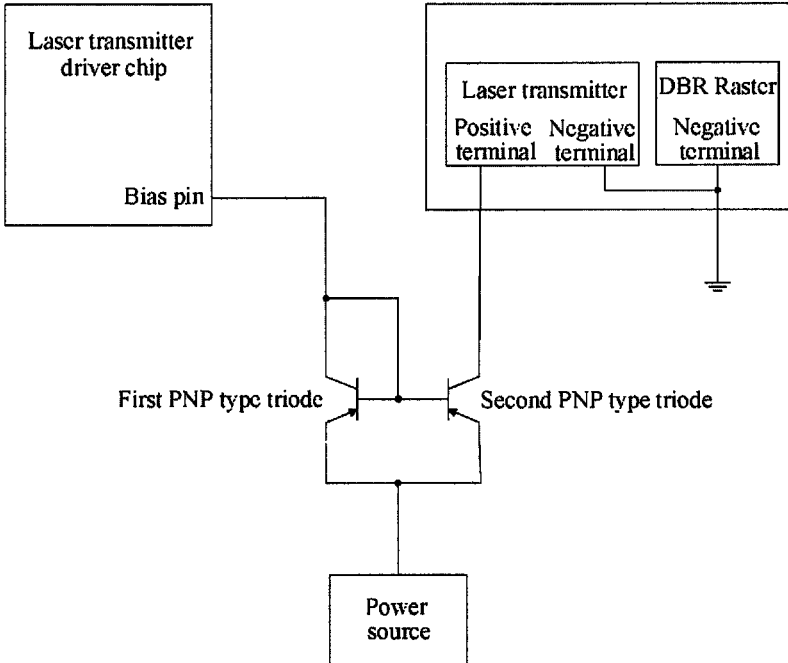 Laser transmitter
driver chip
Bias pin
Laser transmitter
Positive terminal
Negative terminal
DBR Raster
Negative terminal
First PNP type triode
Second PNP type triode
Power
source